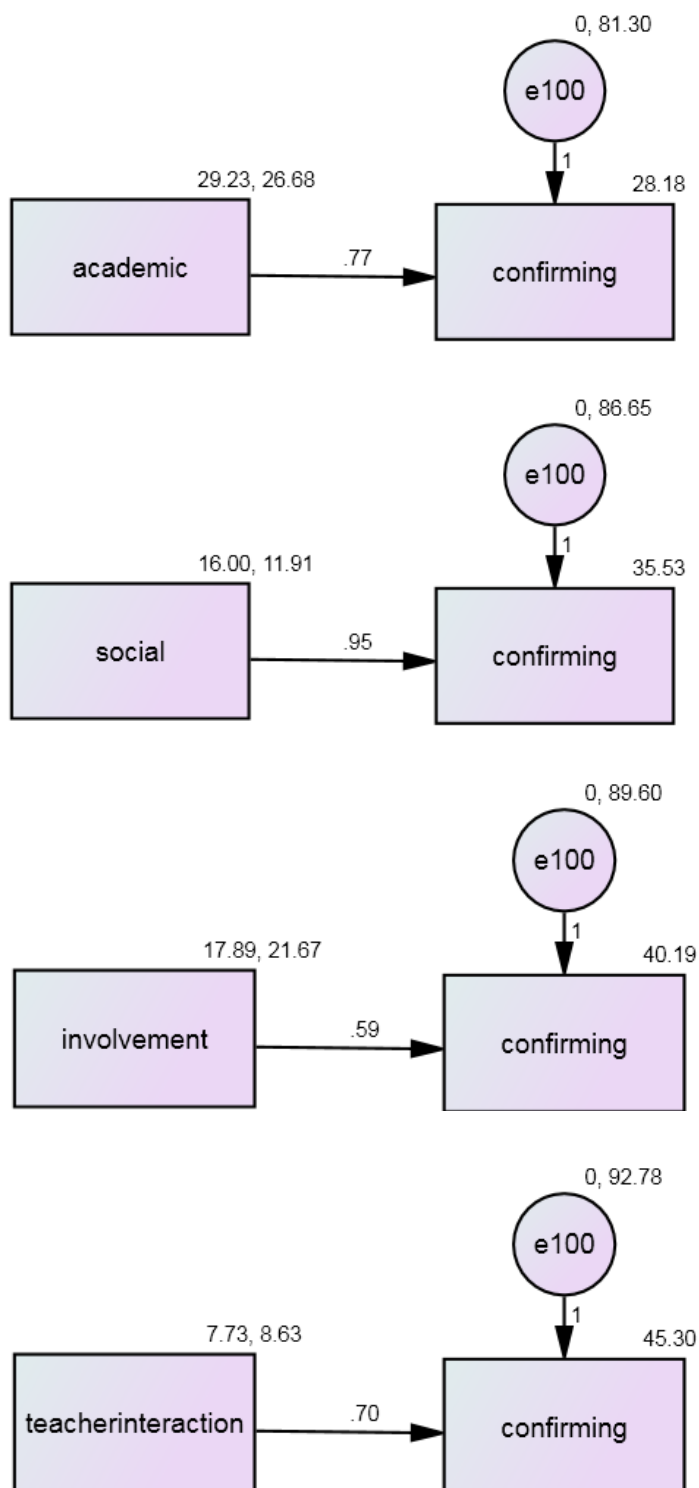 0, 81.30
e100
1
29.23, 26.68
28.18
academic
.77
confirming
0, 86.65
e100
1
16.00, 11.91
35.53
social
.95
confirming
0, 89.60
e100
1
17.89, 21.67
40.19
involvement
.59
confirming
0, 92.78
e100
1
7.73, 8.63
45.30
teacherinteraction
.70
confirming